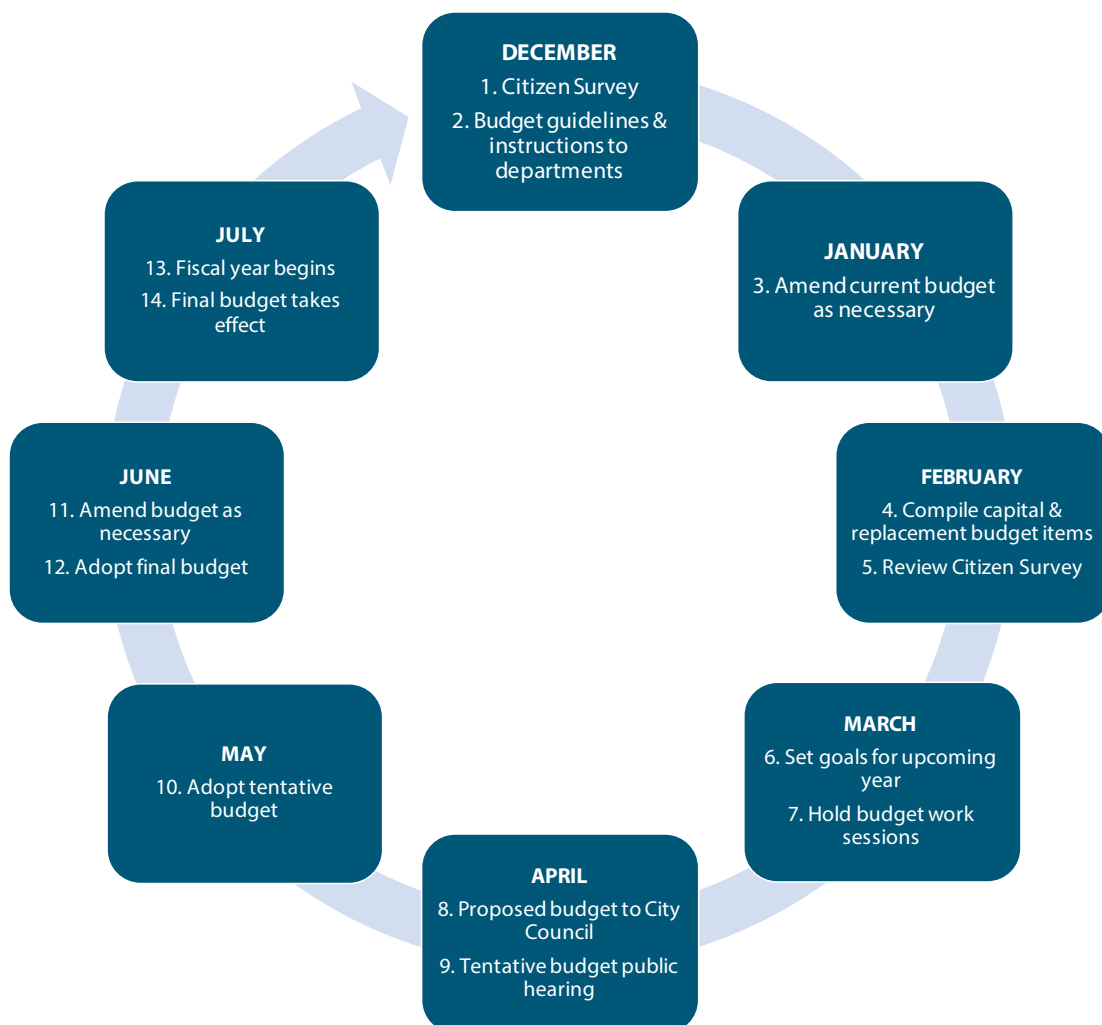 DECEMBER
1. Citizen Survey
2. Budget guidelines &
instructions to
departments
JANUARY
3. Amend current budget
as necessary
FEBRUARY
4. Compile capital &
replacement budget items
5. Review Citizen Survey
MARCH
6. Set goals for upcoming
year
7. Hold budget work
sessions
APRIL
8. Proposed budget to City
Council
9. Tentative budget public
hearing
MAY
10. Adopt tentative
budget
JUNE
11. Amend budget as
necessary
12. Adopt final budget
JULY
13. Fiscal year begins
14. Final budget takes
effect